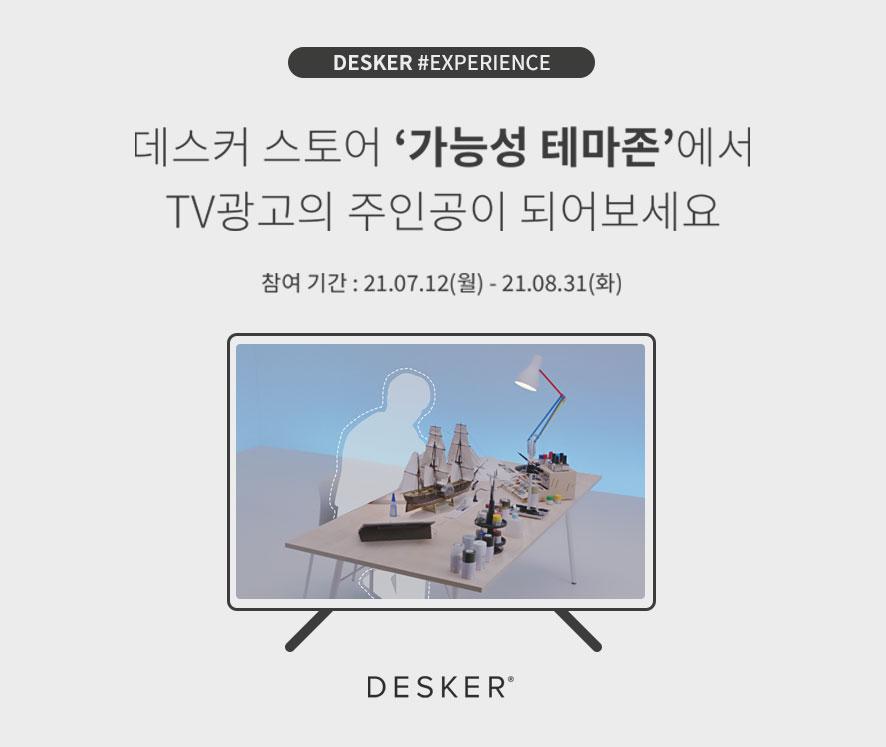 DESKER #EXPERIENCE
데스커 스토어 ‘가능성 테마존’에서
TV광고의 주인공이 되어보세요
참여 기간 : 21.07.12(월) - 21.08.31(화)
DESKER®